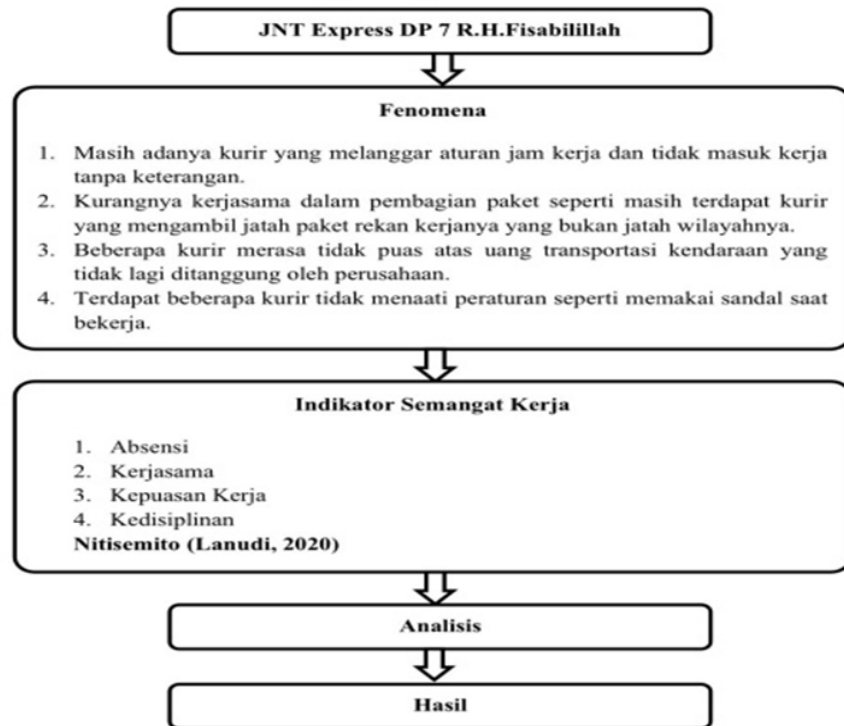 JNT Express DP 7 R.H.Fisabilillah
Fenomena
1. Masih adanya kurir yang melanggar aturan jam kerja dan tidak masuk kerja
tanpa keterangan.
2. Kurangnya kerjasama dalam pembagian paket seperti masih terdapat kurir
yang mengambil jatah paket rekan kerjanya yang bukan jatah wilayahnya.
3. Beberapa kurir merasa tidak puas atas uang transportasi kendaraan yang
tidak lagi ditanggung oleh perusahaan.
4. Terdapat beberapa kurir tidak menaati peraturan seperti memakai sandal saat
bekerja.
Indikator Semangat Kerja
1. Absensi
2. Kerjasama
3. Kepuasan Kerja
4. Kedisiplinan
Nitisemito (Lanudi, 2020)
Analisis
Hasil